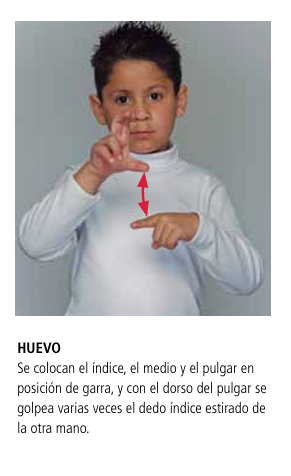 HUEVO
Se colocan el índice, el medio y el pulgar en
posición de garra, y con el dorso del pulgar se
golpea varias veces el dedo índice estirado de
la otra mano.